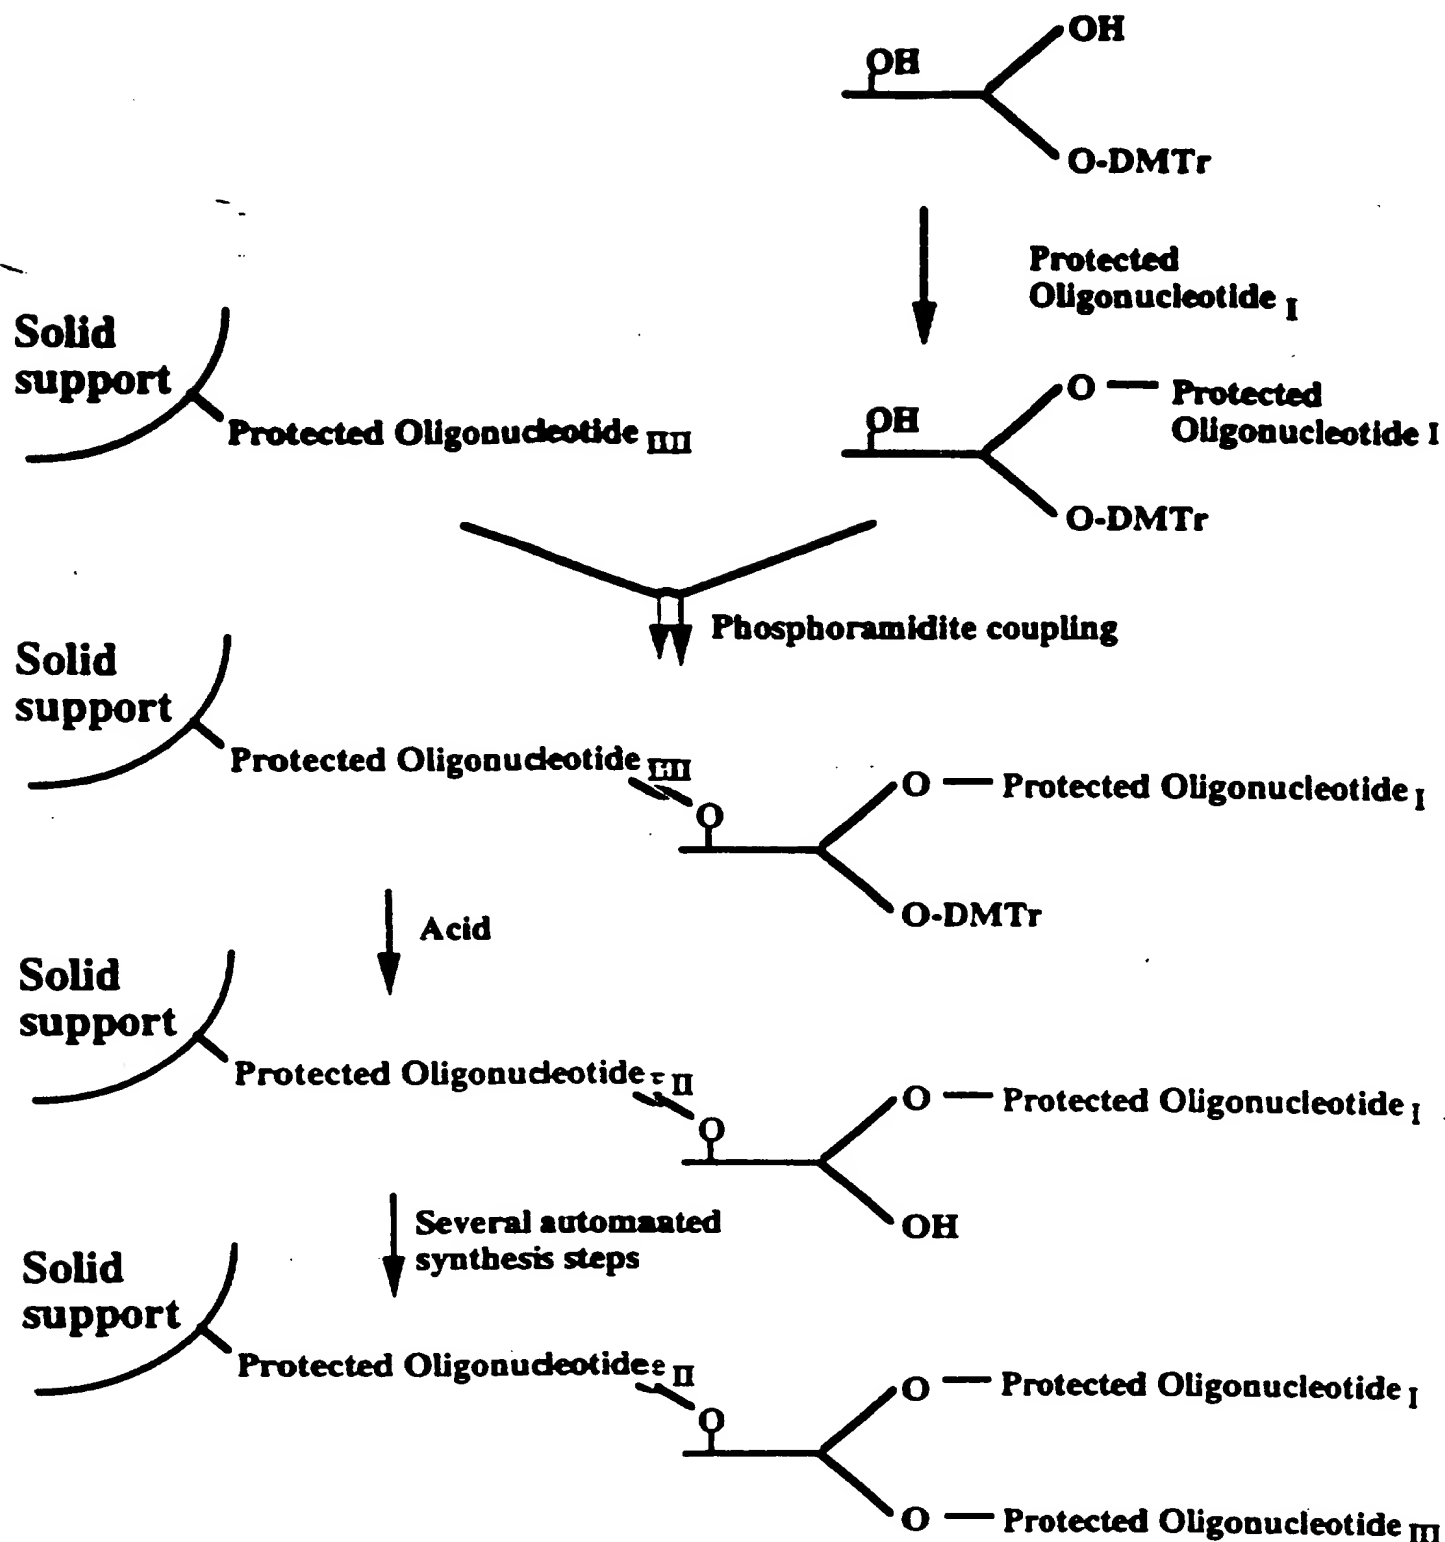 OH
OH
O-DMTr
Protected
Oligonucleotide I
Solid
support
Protected Oligonucleotide II
O — Protected
Oligonucleotide I
OH
O-DMTr
Phosphoramidite coupling
Solid
support
Protected Oligonucleotide II
O — Protected Oligonucleotide I
O
O-DMTr
Acid
Solid
support
Protected Oligonucleotide II
O — Protected Oligonucleotide I
O
OH
Several automaated
synthesis steps
Solid
support
Protected Oligonucleotide II
O — Protected Oligonucleotide I
O
O — Protected Oligonucleotide III